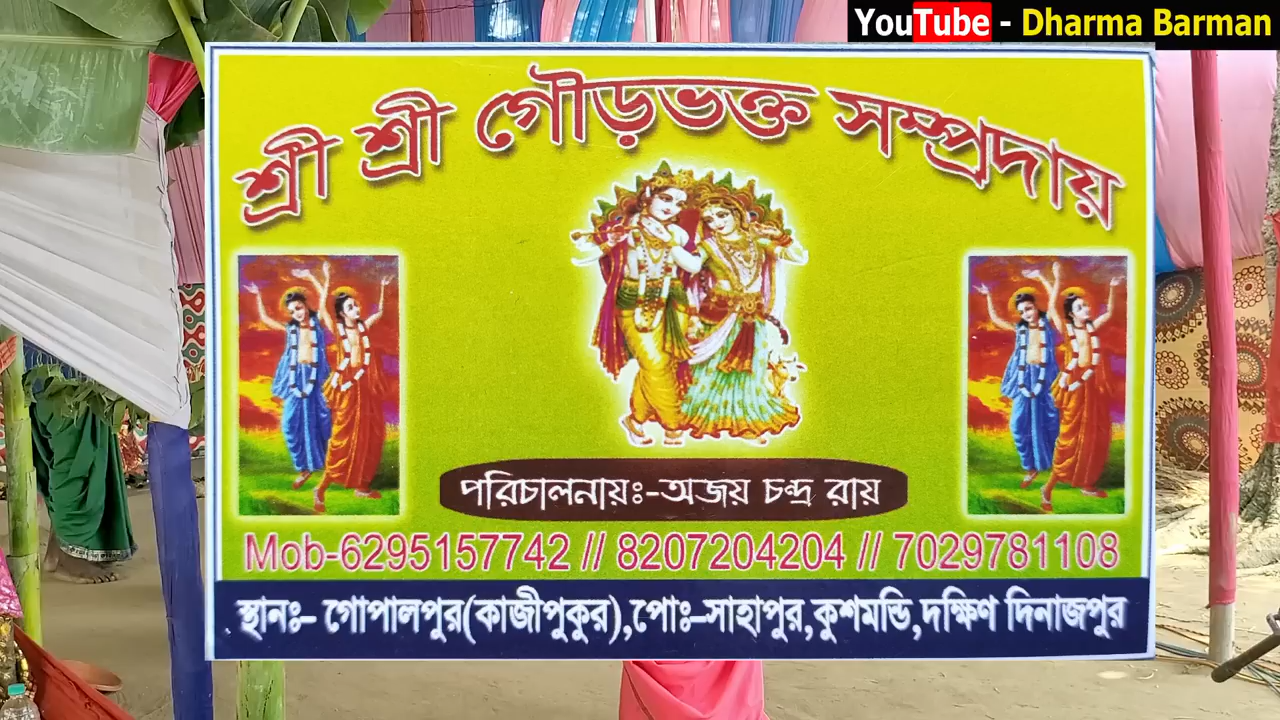 YouTube - Dharma Barman
শ্রী শ্রী গৌড়ভক্ত সম্প্রদায়
পরিচালনায়ঃ-অজয় চন্দ্র রায়
Mob-6295157742 // 8207204204 // 7029781108
স্থানঃ- গোপালপুর(কাজীপুকুর),পোঃ-সাহাপুর,কুশমন্ডি,দক্ষিণ দিনাজপুর